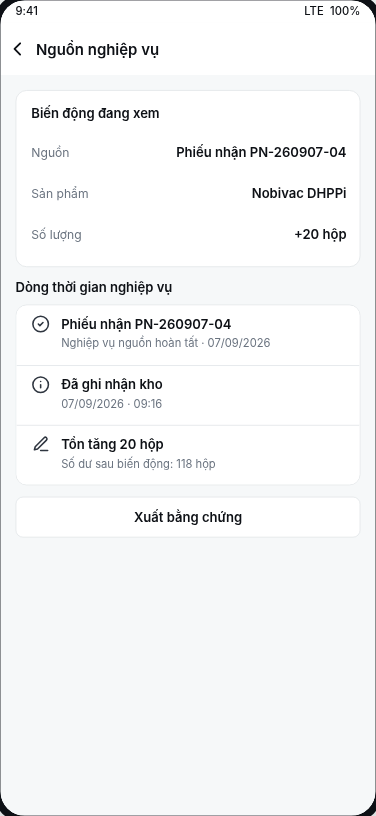 9:41
LTE 100%
Nguồn nghiệp vụ
Biến động đang xem
Nguồn
Phiếu nhận PN-260907-04
Sản phẩm
Nobivac DHPPi
Số lượng
+20 hộp
Dòng thời gian nghiệp vụ
Phiếu nhận PN-260907-04
Nghiệp vụ nguồn hoàn tất · 07/09/2026
Đã ghi nhận kho
07/09/2026 · 09:16
Tồn tăng 20 hộp
Số dư sau biến động: 118 hộp
Xuất bằng chứng